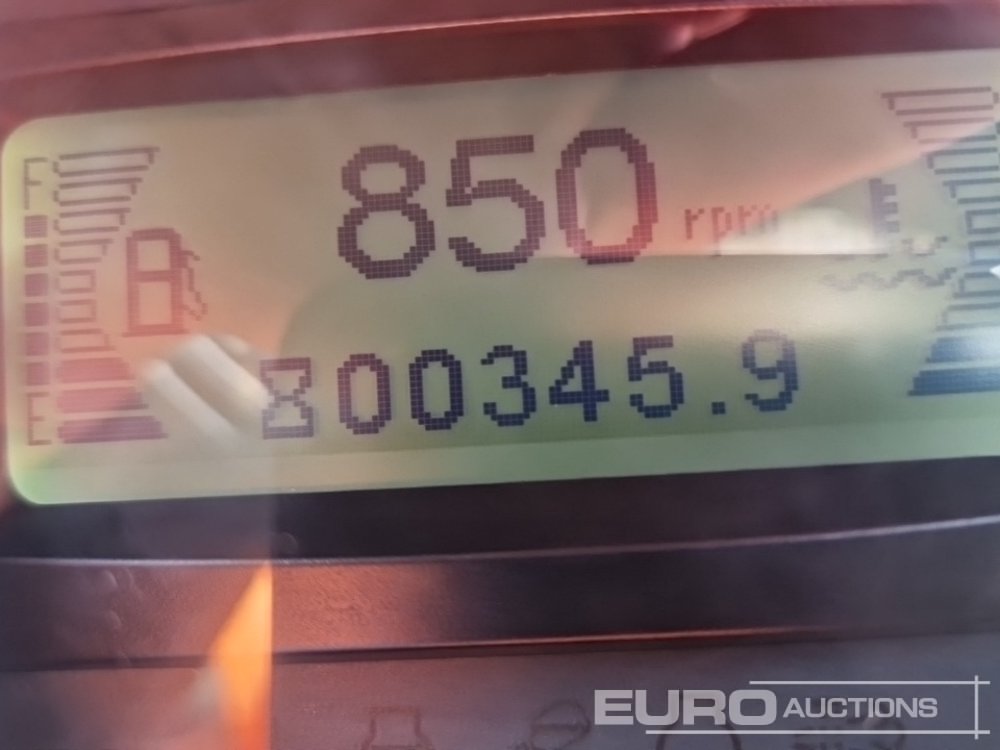 850 rpm
F
00345.9
E
EURO AUCTIONS